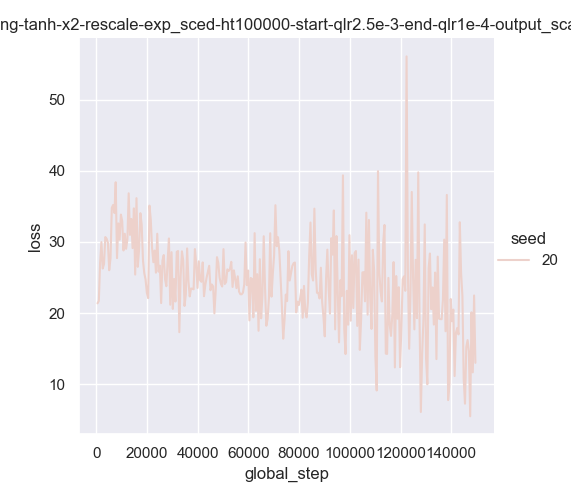 ng-tanh-x2-rescale-exp_sced-ht100000-start-qlr2.5e-3-end-qlr1e-4-output_sca
50
40
30
20
10
loss
seed
20
0 20000 40000 60000 80000 100000 120000 140000
global_step